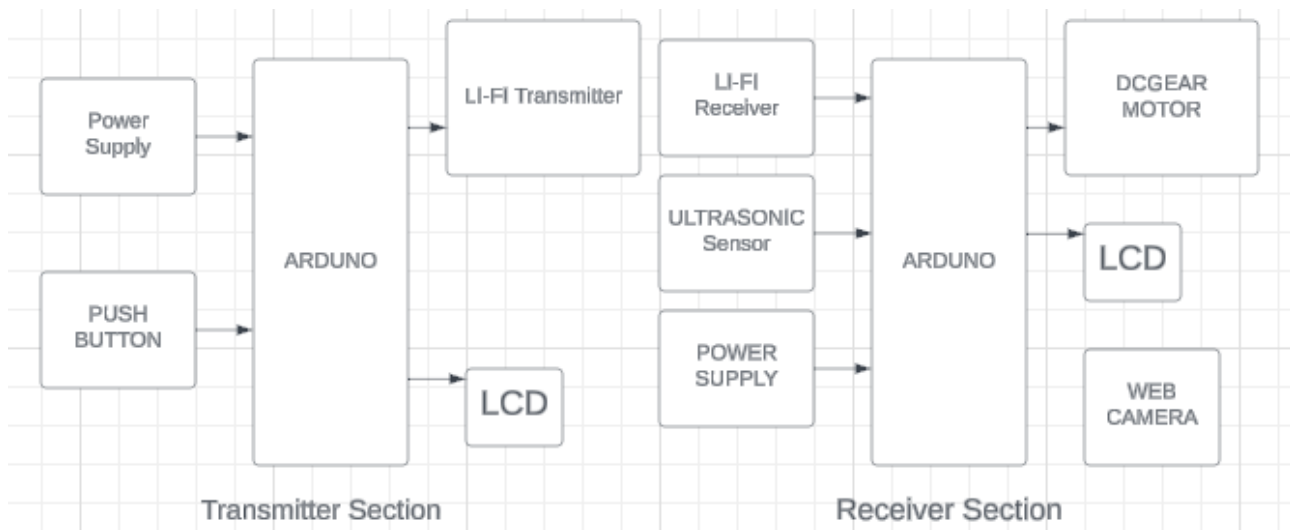 Power
Supply
PUSH
BUTTON
ARDUNO
LI-FI Transmitter
LCD
Transmitter Section
LI-FI
Receiver
ULTRASONIC
Sensor
POWER
SUPPLY
ARDUNO
DCGEAR
MOTOR
LCD
WEB
CAMERA
Receiver Section